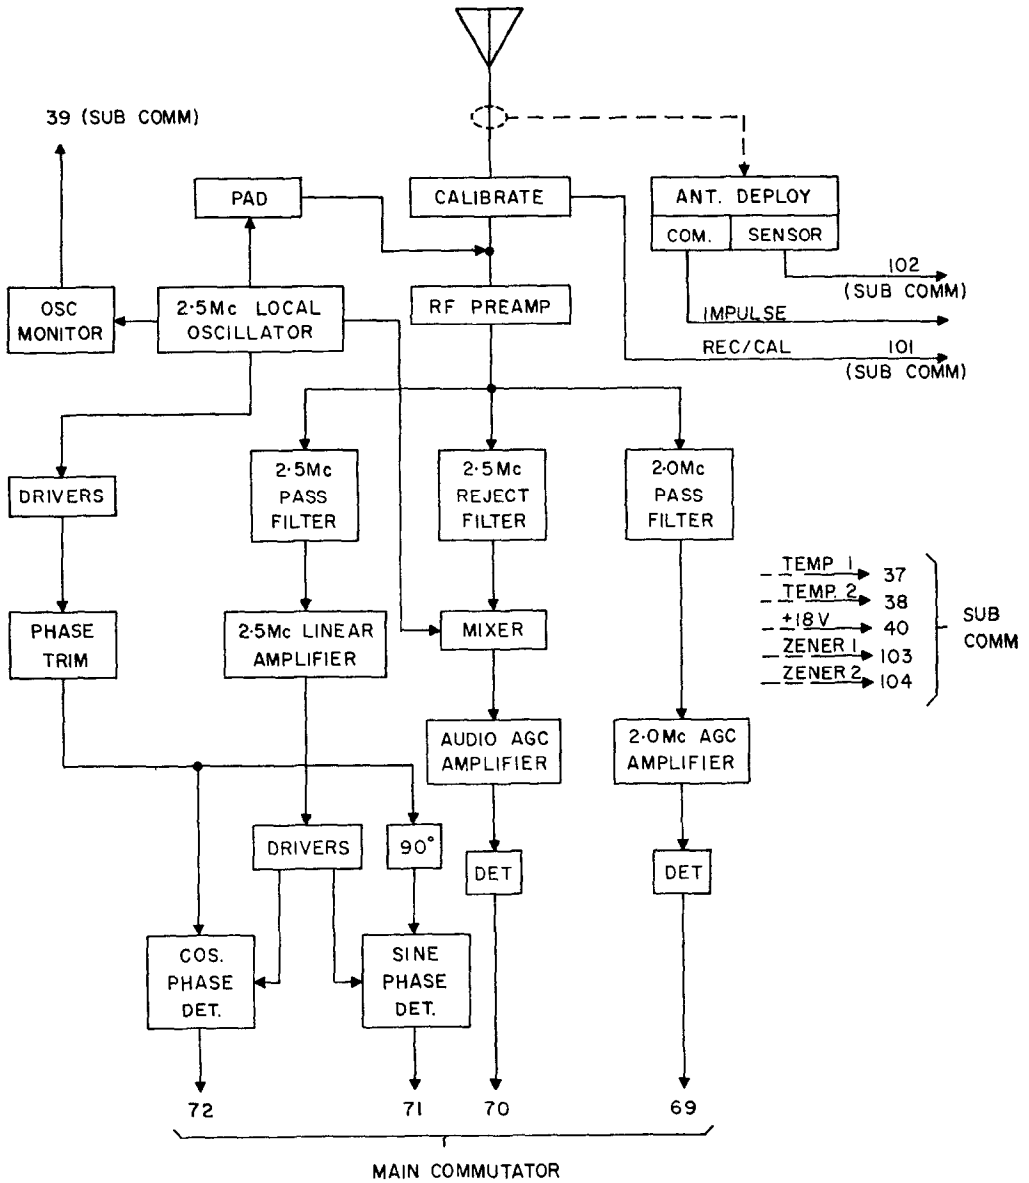 39 (SUB COMM)
PAD
CALIBRATE
ANT. DEPLOY
COM.
SENSOR
102
(SUB COMM)
OSC
MONITOR
2·5Mc LOCAL
OSCILLATOR
RF PREAMP
IMPULSE
REC/CAL
101
(SUB COMM)
DRIVERS
2·5Mc
PASS
FILTER
2·5Mc
REJECT
FILTER
2·0Mc
PASS
FILTER
TEMP 1
37
TEMP. 2
38
±18V
40
ZENER 1
103
ZENER 2
104
SUB
COMM
PHASE
TRIM
2·5Mc LINEAR
AMPLIFIER
MIXER
AUDIO AGC
AMPLIFIER
2·0Mc AGC
AMPLIFIER
DRIVERS
90°
DET
DET
COS.
PHASE
DET.
SINE
PHASE
DET.
72
71
70
69
MAIN COMMUTATOR